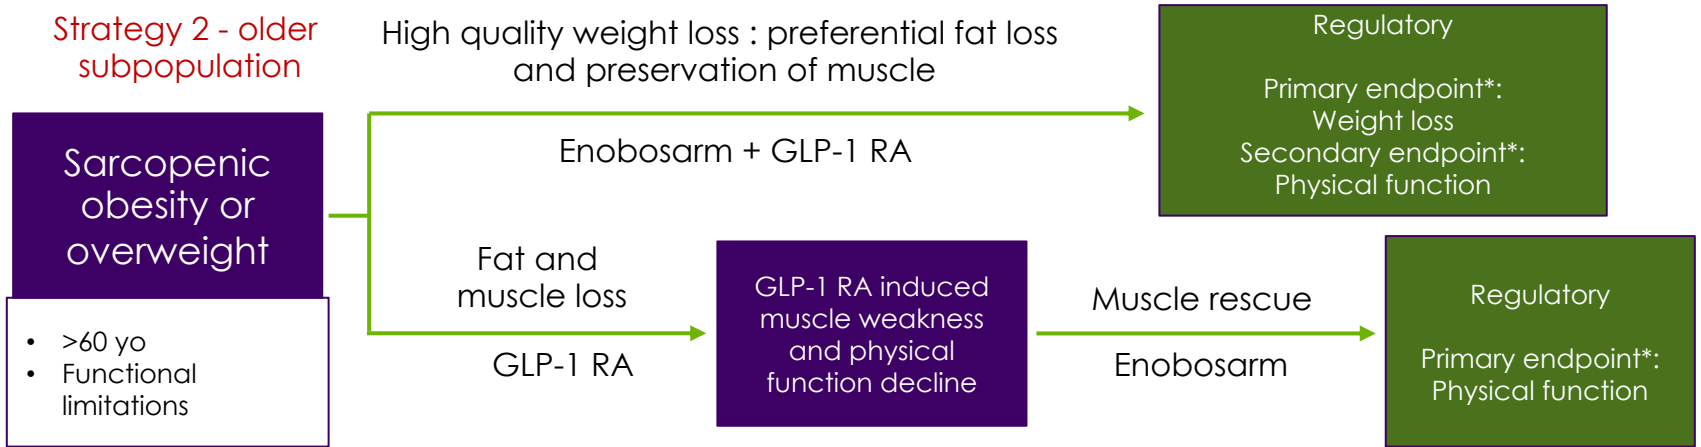 Strategy 2 - older
subpopulation
Sarcopenic
obesity or
overweight
• >60 yo
• Functional
limitations
High quality weight loss : preferential fat loss
and preservation of muscle
Enobosarm + GLP-1 RA
Regulatory
Primary endpoint*:
Weight loss
Secondary endpoint*:
Physical function
Fat and
muscle loss
GLP-1 RA
GLP-1 RA induced
muscle weakness
and physical
function decline
Muscle rescue
Enobosarm
Regulatory
Primary endpoint*:
Physical function